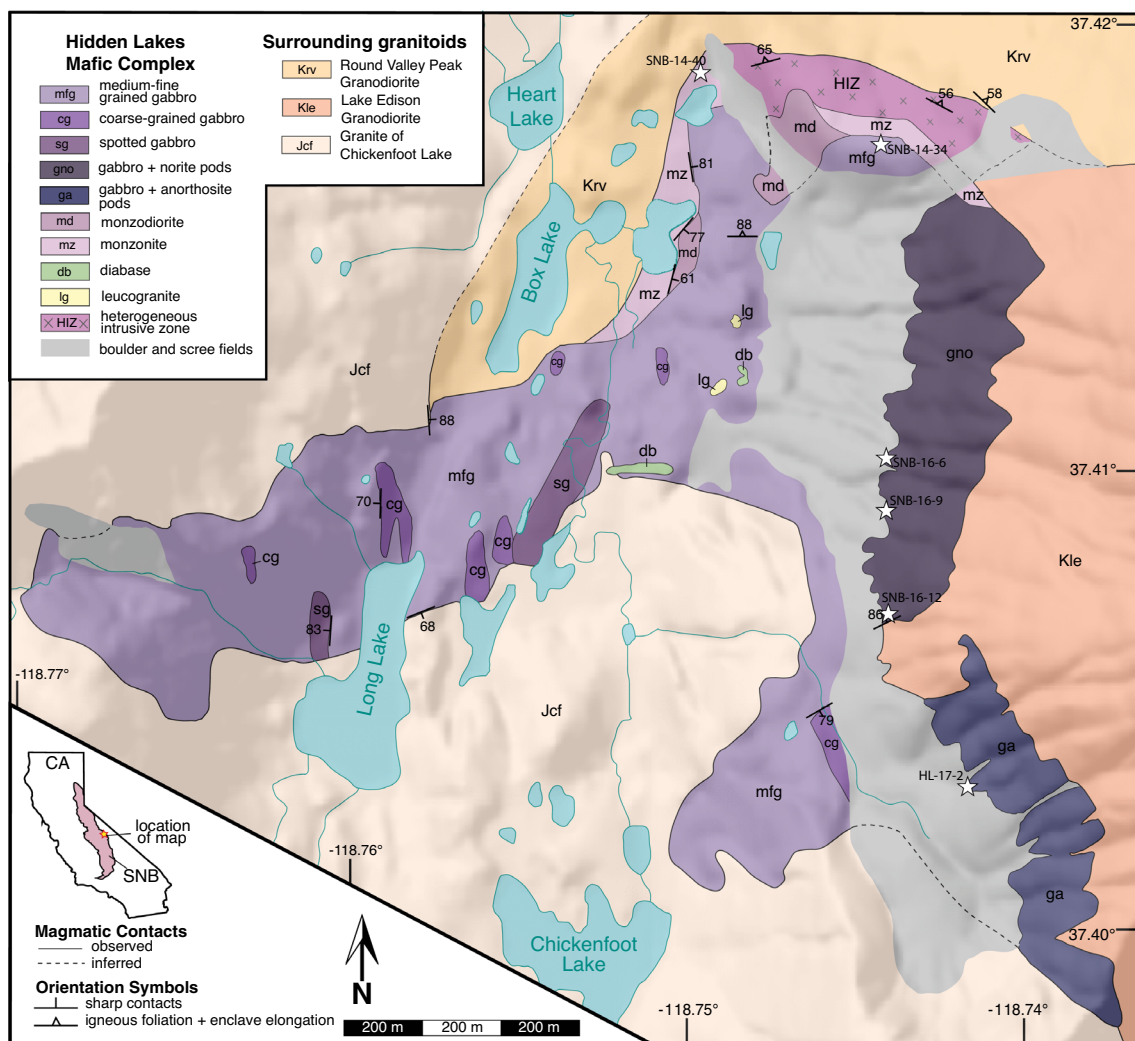 Hidden Lakes
Mafic Complex
mfg medium-fine
grained gabbro
cg coarse-grained gabbro
sg spotted gabbro
gno gabbro + norite pods
ga gabbro + anorthosite
pods
md monzodiorite
mz monzonite
db diabase
lg leucogranite
HIZ heterogeneous
intrusive zone
boulder and scree fields
Surrounding granitoids
Krv Round Valley Peak
Granodiorite
Kle Lake Edison
Granodiorite
Jcf Granite of
Chickenfoot Lake
37.42°
SNB-14-40
65
HIZ
Krv
Heart
Lake
56
58
md
mz
SNB-14-34
mfg
81
Krv
mz
md
mz
88
77
md
Box Lake
61
mz
lg
gno
cg
cg
db
Jcf
lg
88
mfg
db
SNB-16-6
37.41°
sg
70
cg
SNB-16-9
cg
cg
cg
Kle
sg
SNB-16-12
86
83
68
-118.77°
Long Lake
Jcf
79
cg
ga
HL-17-2
mfg
CA
location
of map
SNB
-118.76°
ga
Magmatic Contacts
observed
inferred
37.40°
Chickenfoot
Lake
N
Orientation Symbols
sharp contacts
igneous foliation + enclave elongation
200 m 200 m 200 m
-118.75°
-118.74°